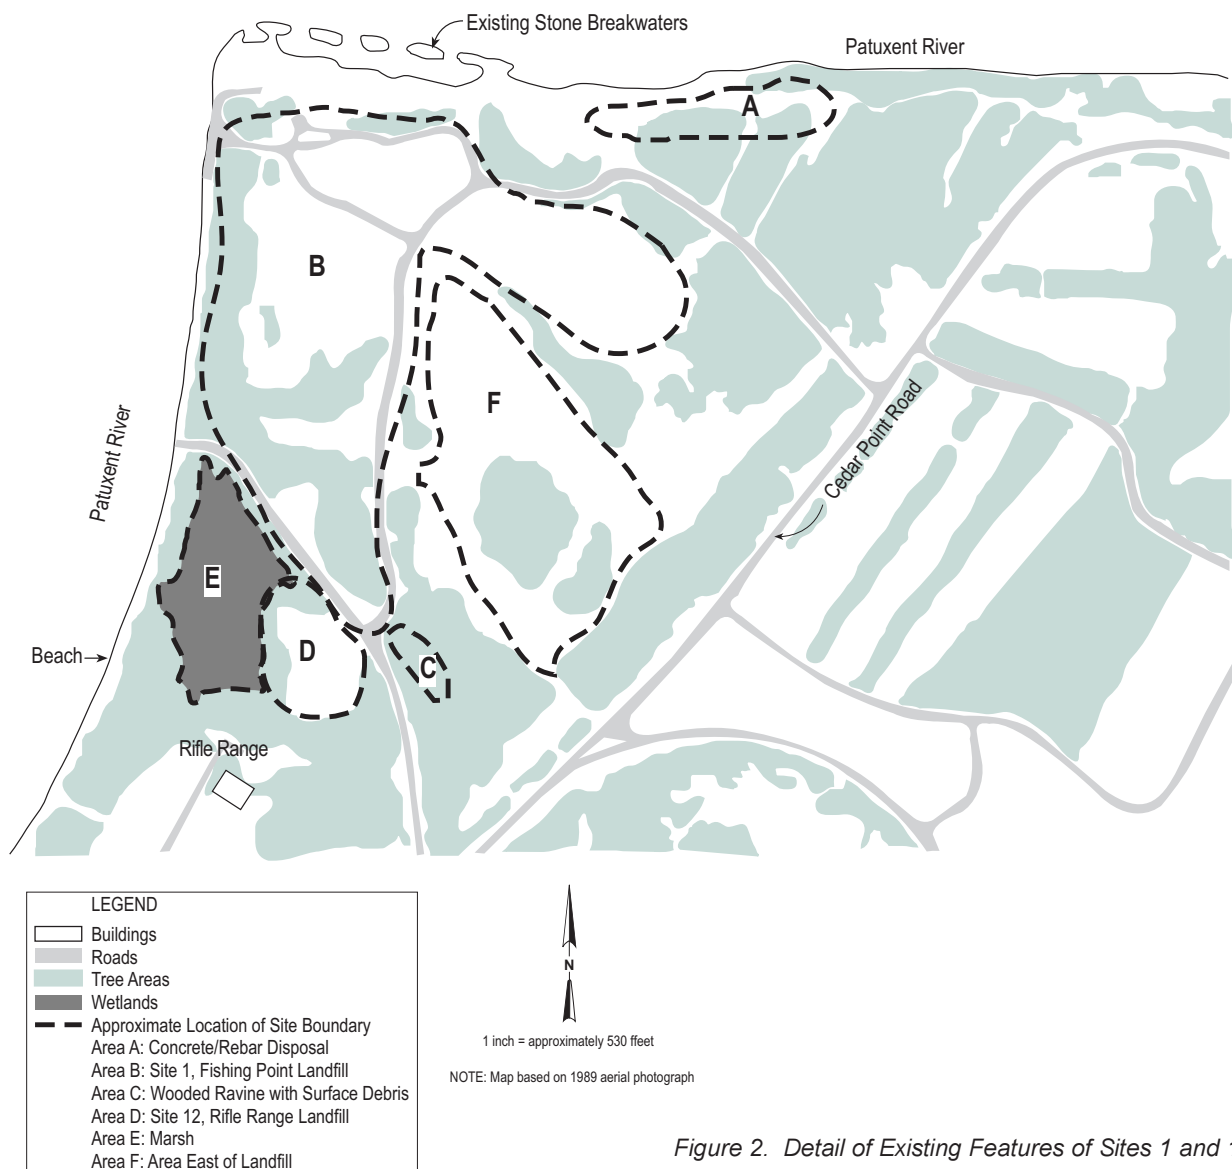 Existing Stone Breakwaters
Patuxent River
A
B
F
Cedar Point Road
Patuxent River
E
D
C
Beach
Rifle Range
LEGEND
Buildings
Roads
Tree Areas
Wetlands
Approximate Location of Site Boundary
Area A: Concrete/Rebar Disposal
Area B: Site 1, Fishing Point Landfill
Area C: Wooded Ravine with Surface Debris
Area D: Site 12, Rifle Range Landfill
Area E: Marsh
Area F: Area East of Landfill
N
1 inch = approximately 530 ffeet
NOTE: Map based on 1989 aerial photograph
Figure 2. Detail of Existing Features of Sites 1 and